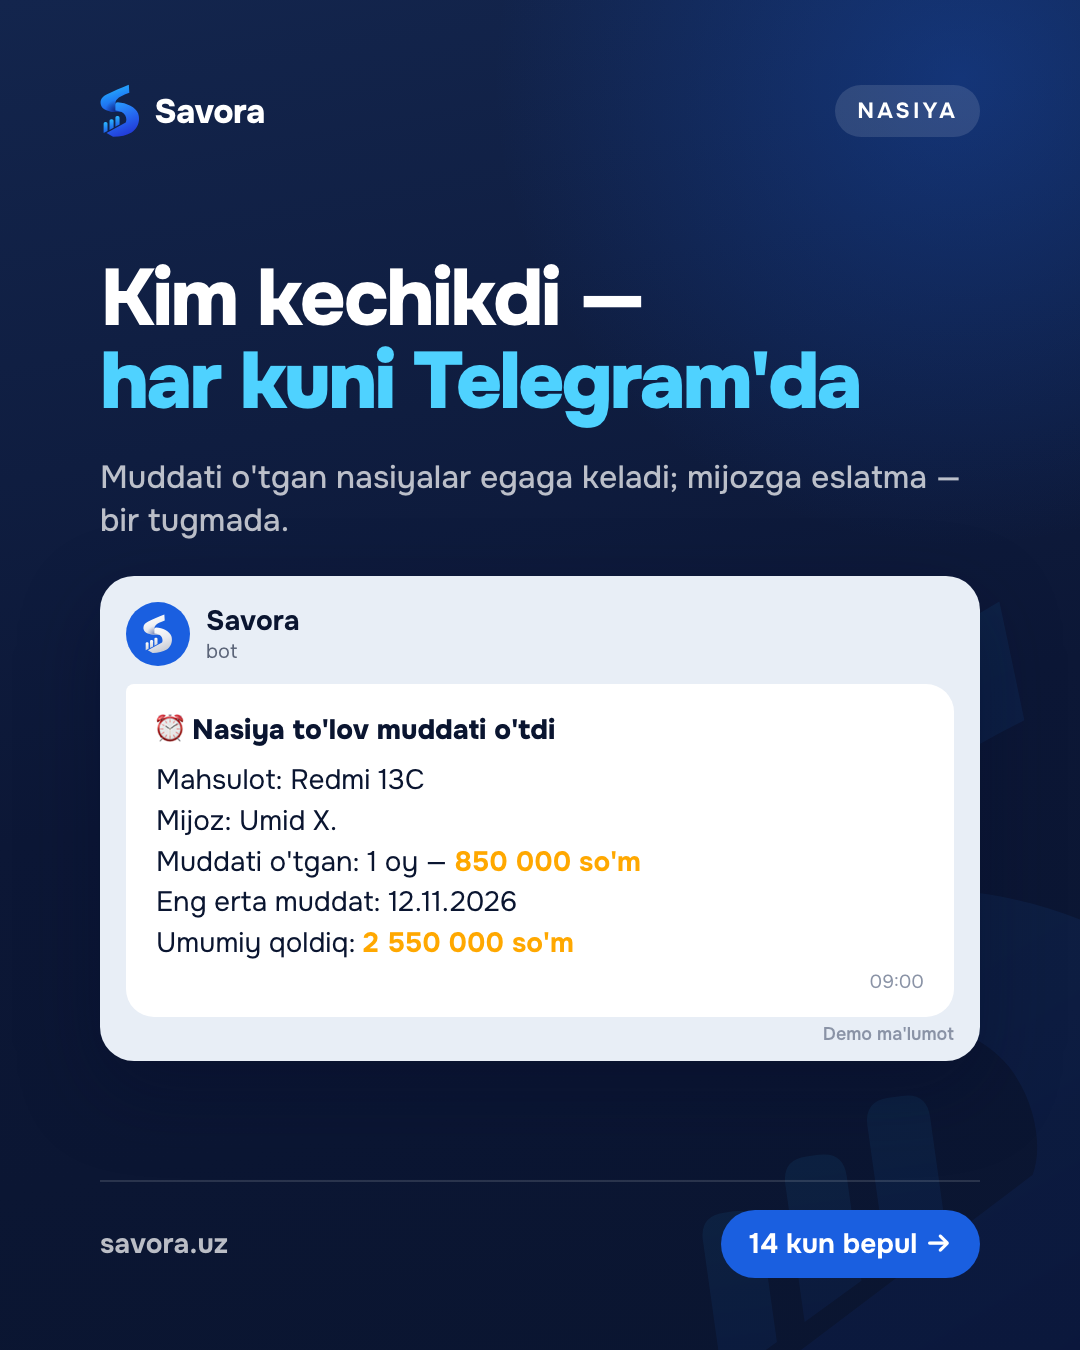 Savora
NASIYA
Kim kechikdi —
har kuni Telegram'da
Muddati o'tgan nasiyalar egaga keladi; mijozga eslatma —
bir tugmada.
Savora
bot
⏰ Nasiya to'lov muddati o'tdi
Mahsulot: Redmi 13C
Mijoz: Umid X.
Muddati o'tgan: 1 oy — 850 000 so'm
Eng erta muddat: 12.11.2026
Umumiy qoldiq: 2 550 000 so'm
09:00
Demo ma'lumot
savora.uz
14 kun bepul →